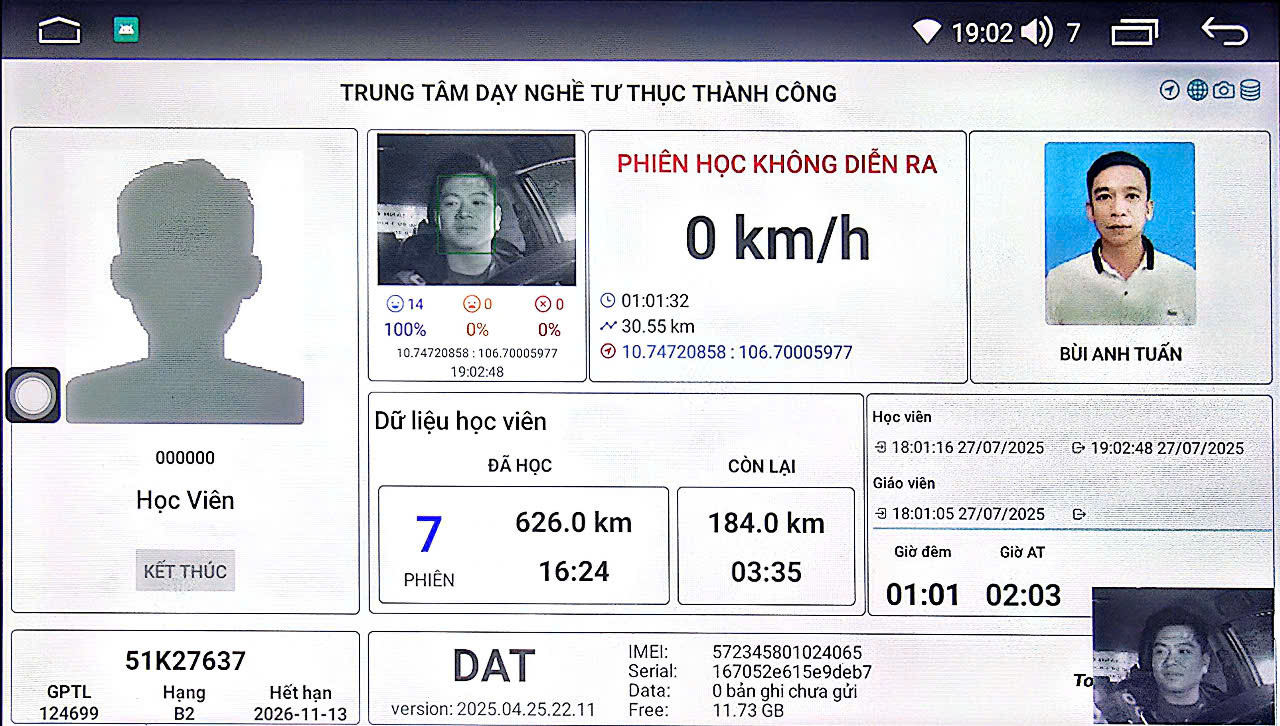 19:02 7
TRUNG TÂM DẠY NGHỀ TƯ THỤC THÀNH CÔNG
000000
Học Viên
KẾT THÚC
14 0 0
100% 0% 0%
10.74720858 : 106.70005977
19:02:48
PHIÊN HỌC KHÔNG DIỄN RA
0 km/h
01:01:32
30.55 km
10.74720858 : 106.70005977
BÙI ANH TUẤN
Dữ liệu học viên
ĐÃ HỌC CÒN LẠI
7 PHIÊN
626.0 km 184.0 km
16:24 03:35
Học viên
18:01:16 27/07/2025 19:02:48 27/07/2025
Giáo viên
18:01:05 27/07/2025
Giờ đêm Giờ AT
01:01 02:03
51K27637
GPTL Hạng Hết hạn
124699 B2 2026-11-13
DAT
version: 2025.04.25.22.11
IMEI: 572345801024065
Serial: 167052e615e9deb7
Data: 0 bản ghi chưa gửi
Free: 11.73 GB